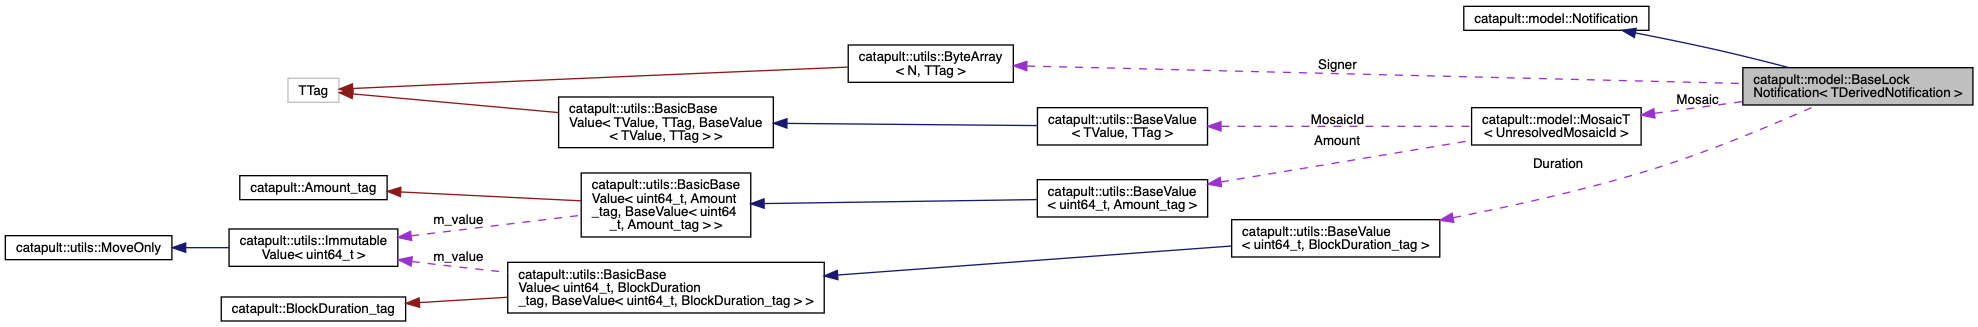 catapult::model::Notification
catapult::utils::ByteArray
< N, TTag >
Signer
catapult::model::BaseLock
Notification< TDerivedNotification >
TTag
catapult::utils::BasicBase
Value< TValue, TTag, BaseValue
< TValue, TTag > >
catapult::utils::BaseValue
< TValue, TTag >
MosaicId
catapult::model::MosaicT
< UnresolvedMosaicId >
Mosaic
Amount
Duration
catapult::Amount_tag
catapult::utils::BasicBase
Value< uint64_t, Amount
_tag, BaseValue< uint64
_t, Amount_tag > >
catapult::utils::BaseValue
< uint64_t, Amount_tag >
m_value
catapult::utils::BaseValue
< uint64_t, BlockDuration_tag >
catapult::utils::MoveOnly
catapult::utils::Immutable
Value< uint64_t >
m_value
catapult::utils::BasicBase
Value< uint64_t, BlockDuration
_tag, BaseValue< uint64_t, BlockDuration_tag > >
catapult::BlockDuration_tag